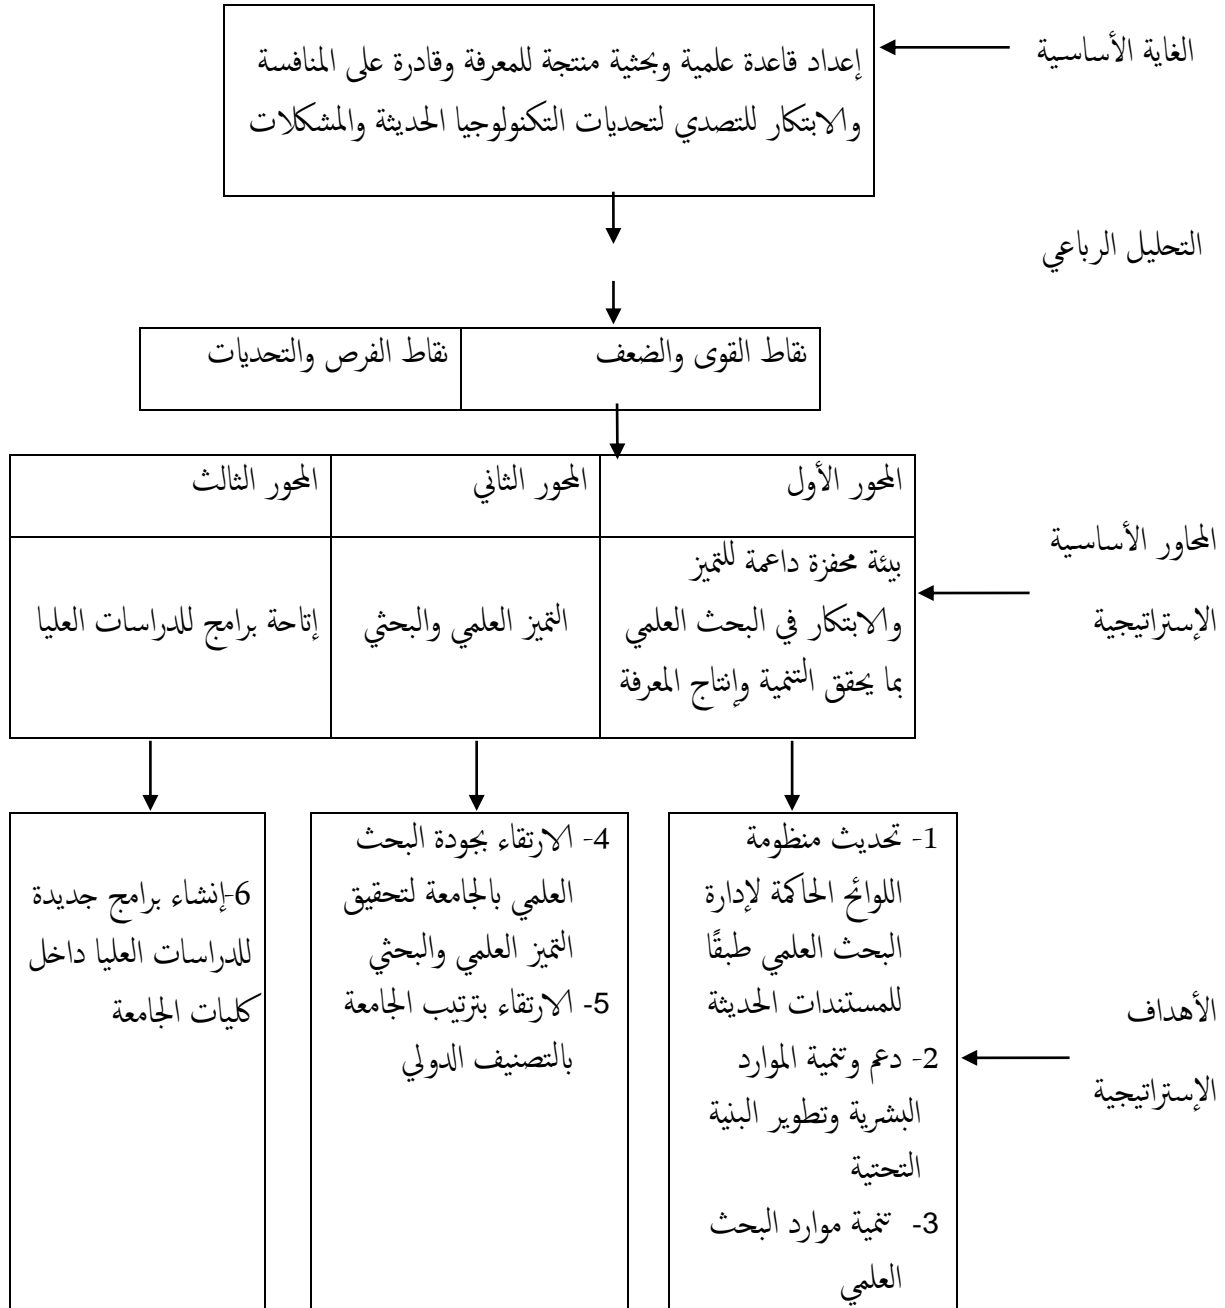 الغاية الأساسية
إعداد قاعدة علمية وبحثية منتجة للمعرفة وقادرة على المنافسة
والابتكار للتصدي لتحديات التكنولوجيا الحديثة والمشكلات
التحليل الرباعي
نقاط القوى والضعف
نقاط الفرص والتحديات
المحاور الأساسية
الإستراتيجية
المحور الأول
المحور الثاني
المحور الثالث
بيئة محفزة داعمة للتميز
والابتكار في البحث العلمي
بما يحقق التنمية وإنتاج المعرفة
التميز العلمي والبحثي
إتاحة برامج للدراسات العليا
الأهداف
الإستراتيجية
1- تحديث منظومة
اللوائح الحاكمة لإدارة
البحث العلمي طبقًا
للمستندات الحديثة
2- دعم وتنمية الموارد
البشرية وتطوير البنية
التحتية
3- تنمية موارد البحث
العلمي
4- الارتقاء بجودة البحث
العلمي بالجامعة لتحقيق
التميز العلمي والبحثي
5- الارتقاء بترتيب الجامعة
بالتصنيف الدولي
6-إنشاء برامج جديدة
للدراسات العليا داخل
كليات الجامعة